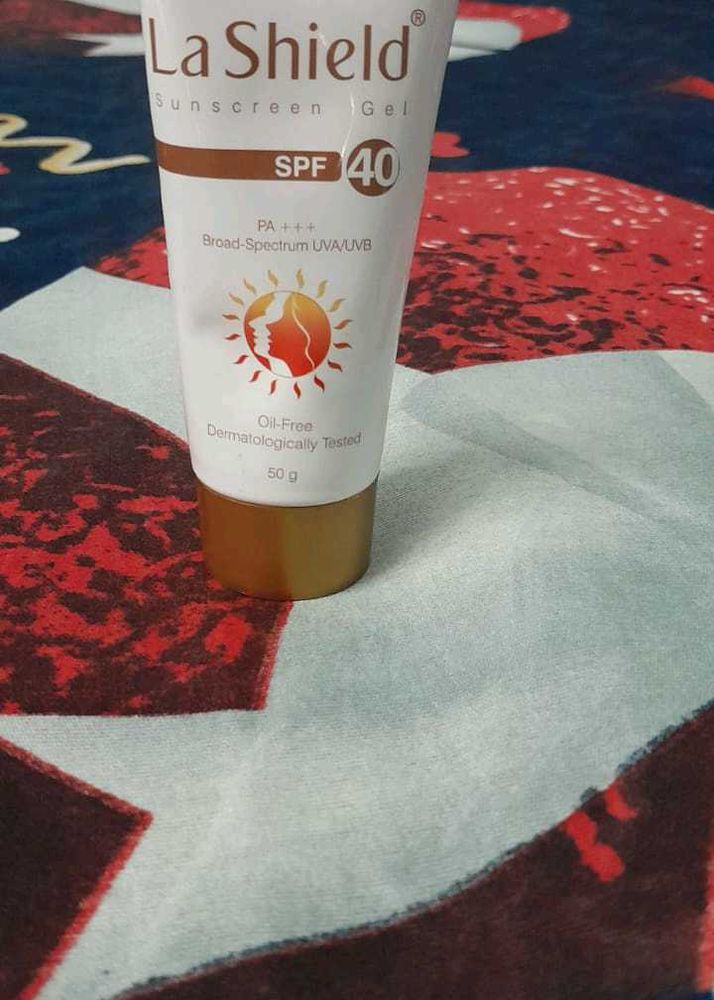 La Shield®
Sunscreen Gel
SPF 40
PA +++
Broad-Spectrum UVA/UVB
Oil-Free
Dermatologically Tested
50 g